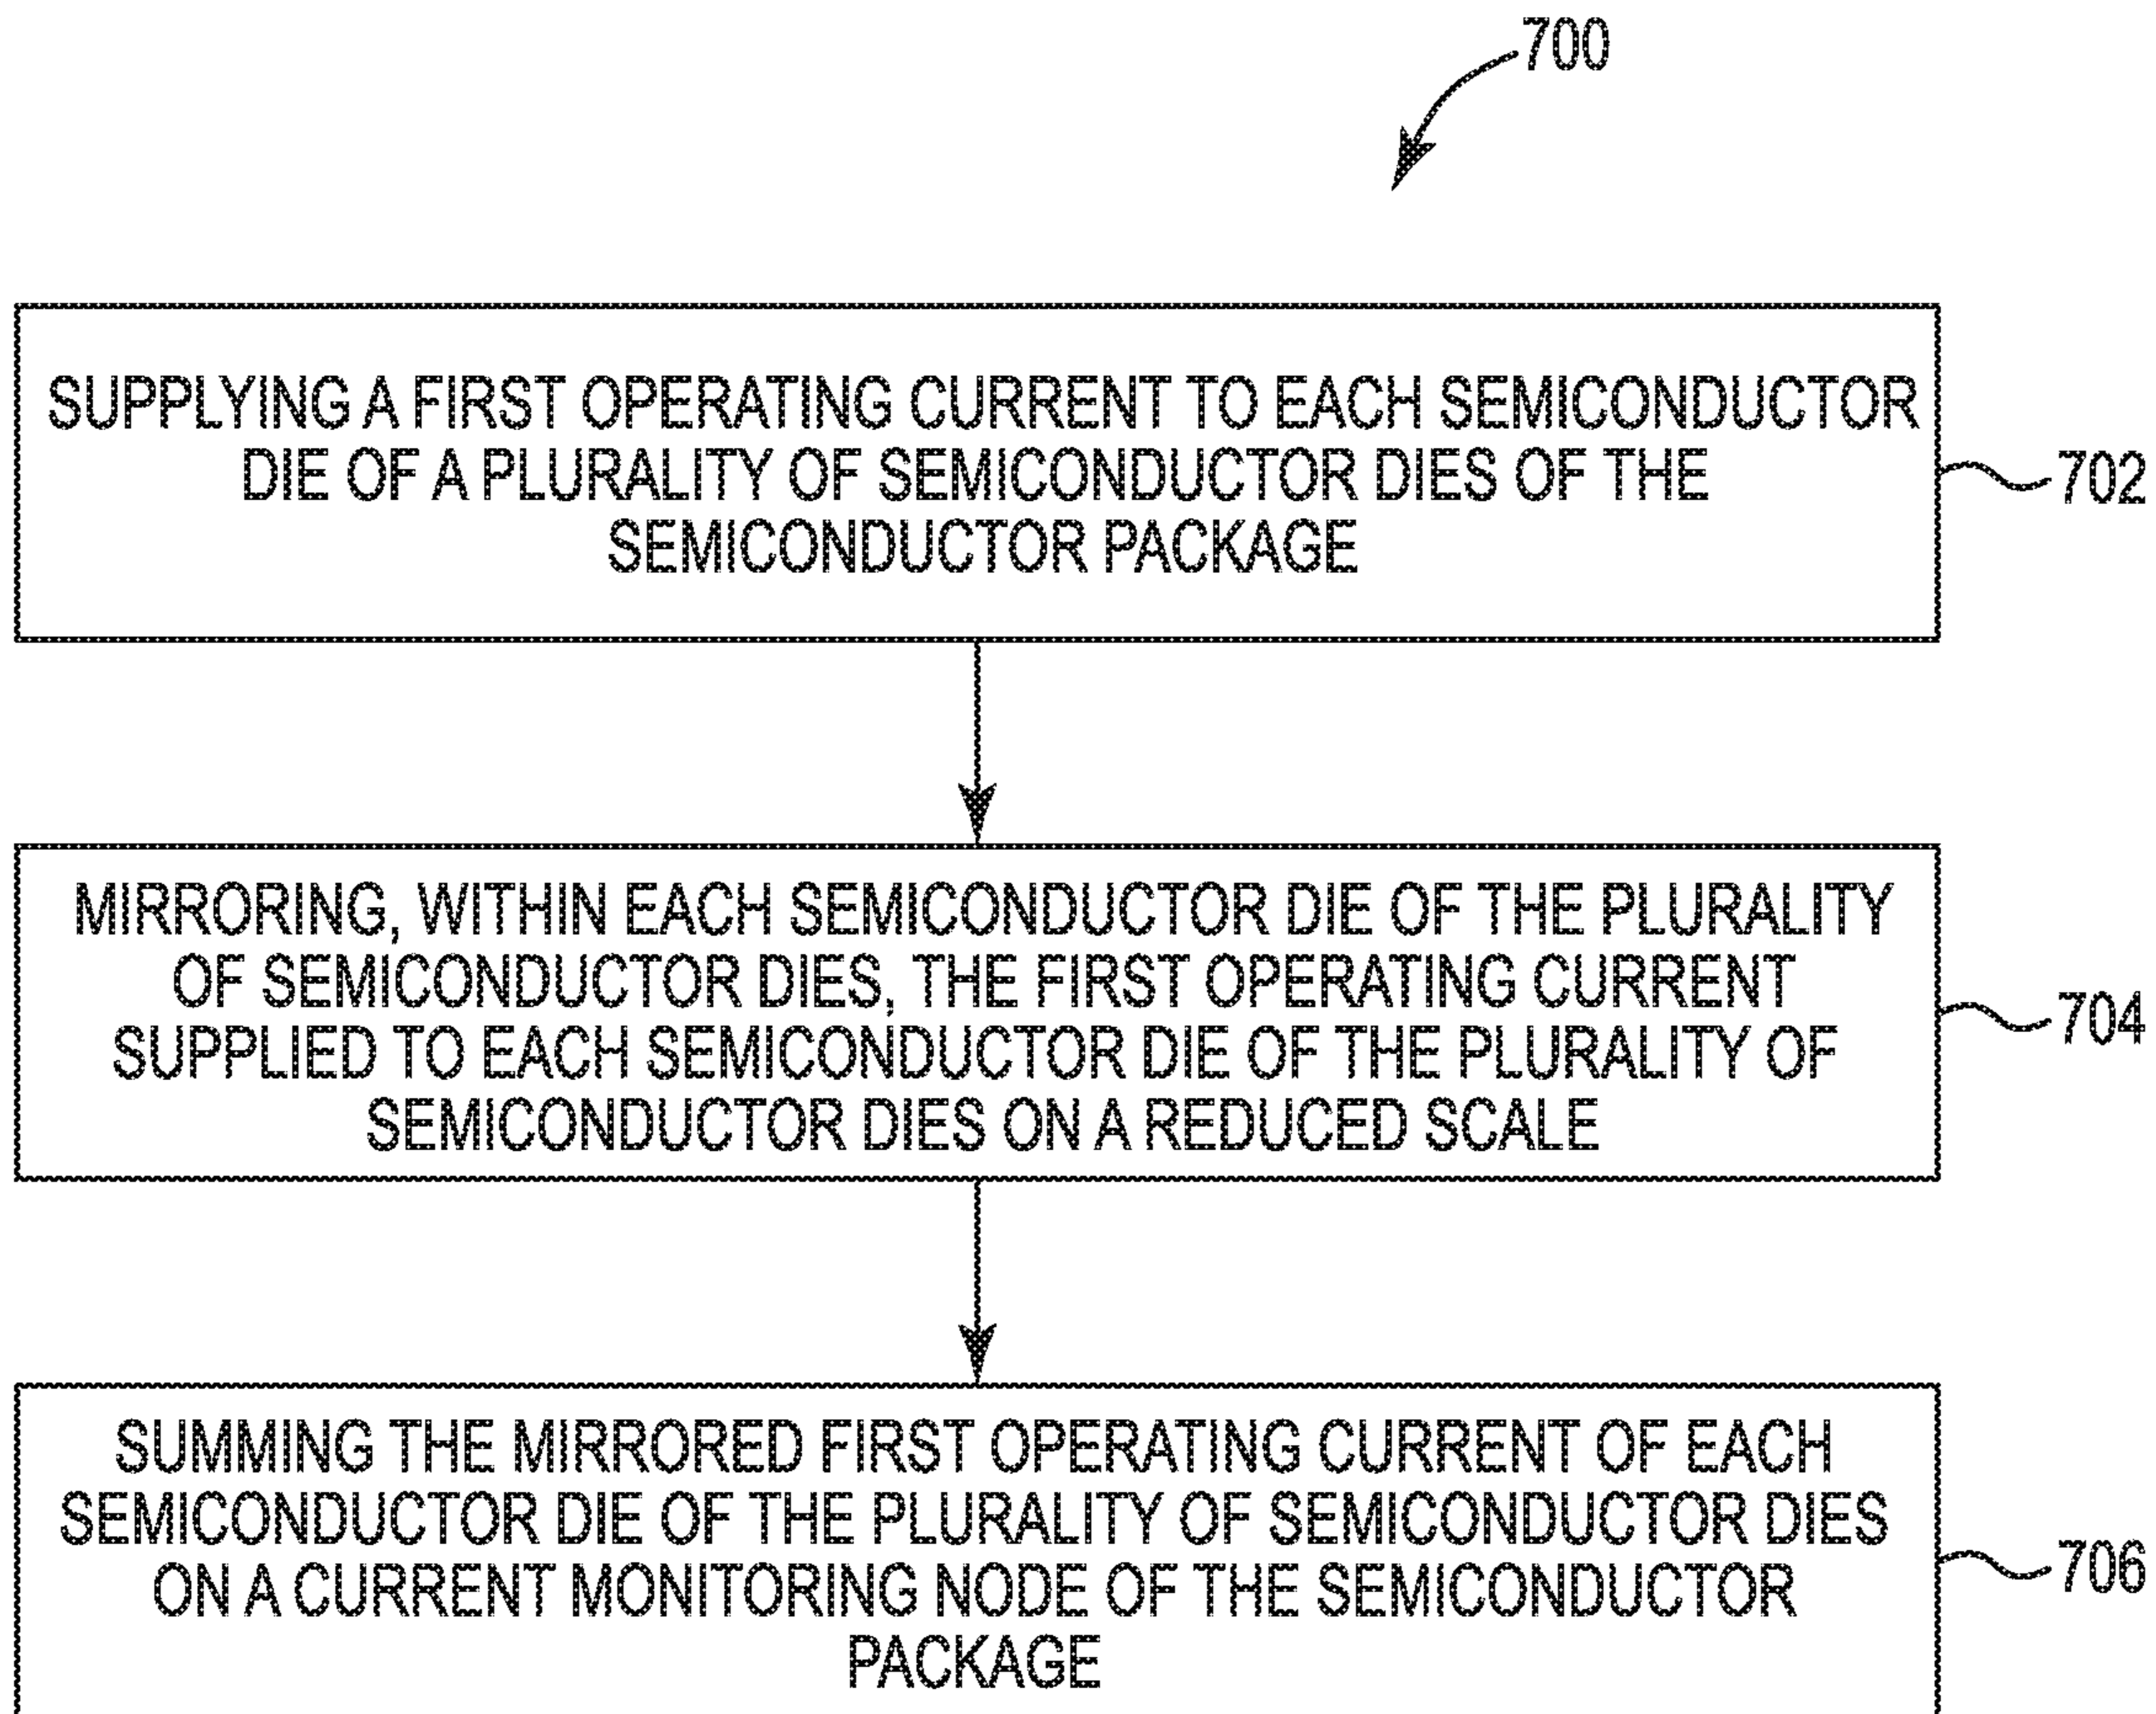 700
SUPPLYING A FIRST OPERATING CURRENT TO EACH SEMICONDUCTOR
DIE OF A PLURALITY OF SEMICONDUCTOR DIES OF THE
SEMICONDUCTOR PACKAGE
702
MIRRORING, WITHIN EACH SEMICONDUCTOR DIE OF THE PLURALITY
OF SEMICONDUCTOR DIES, THE FIRST OPERATING CURRENT
SUPPLIED TO EACH SEMICONDUCTOR DIE OF THE PLURALITY OF
SEMICONDUCTOR DIES ON A REDUCED SCALE
704
SUMMING THE MIRRORED FIRST OPERATING CURRENT OF EACH
SEMICONDUCTOR DIE OF THE PLURALITY OF SEMICONDUCTOR DIES
ON A CURRENT MONITORING NODE OF THE SEMICONDUCTOR
PACKAGE
706